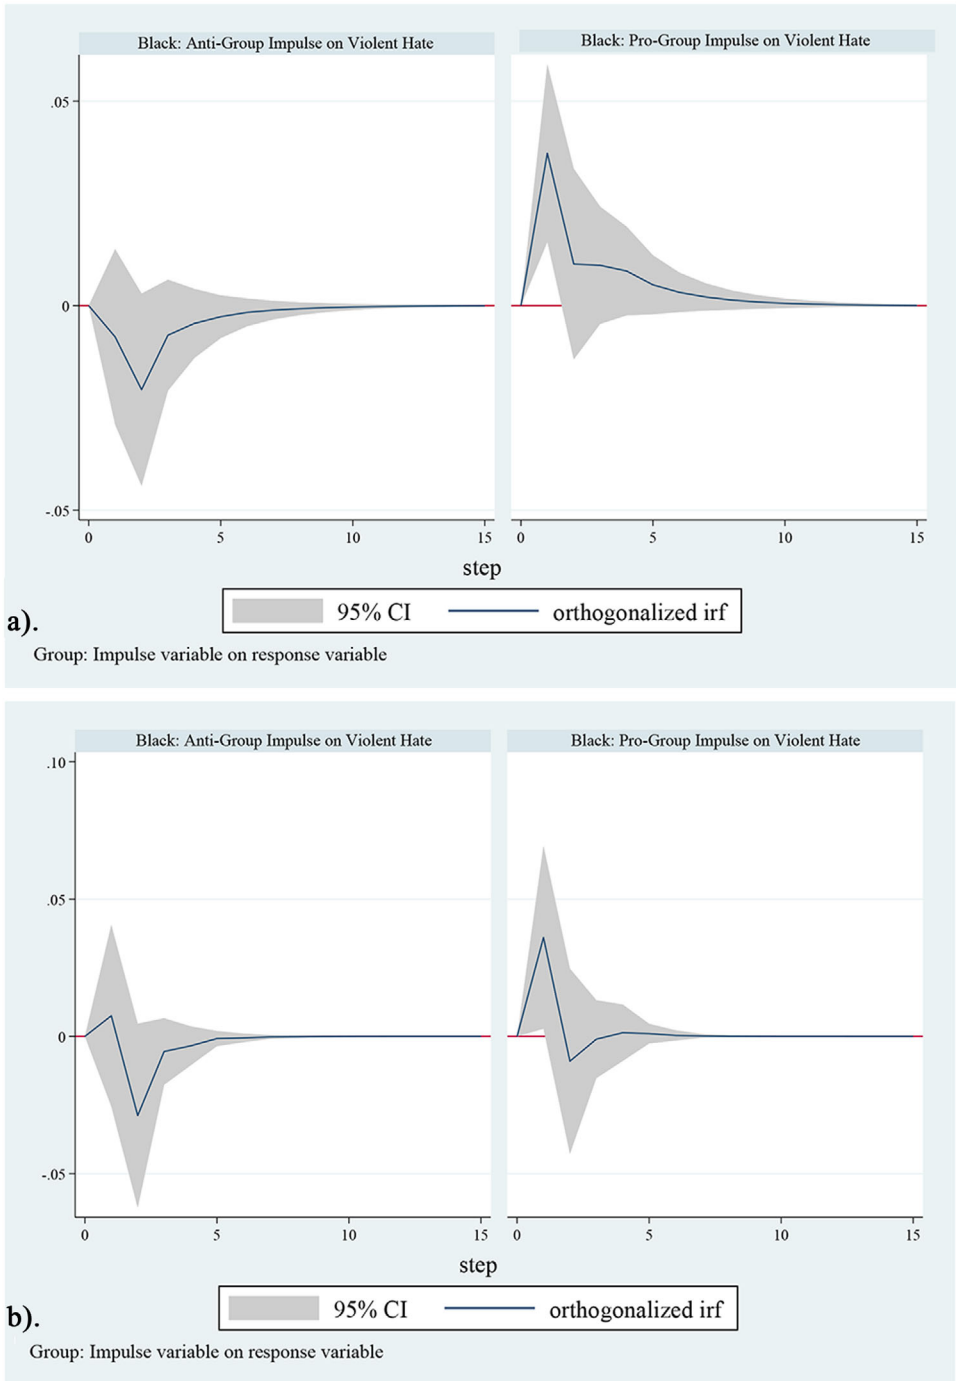 Black: Anti-Group Impulse on Violent Hate
Black: Pro-Group Impulse on Violent Hate
.05
0
-.05
0 5 10 15
0 5 10 15
step
95% CI orthogonalized irf
a).
Group: Impulse variable on response variable
Black: Anti-Group Impulse on Violent Hate
Black: Pro-Group Impulse on Violent Hate
.10
.05
0
-.05
0 5 10 15
0 5 10 15
step
95% CI orthogonalized irf
b).
Group: Impulse variable on response variable